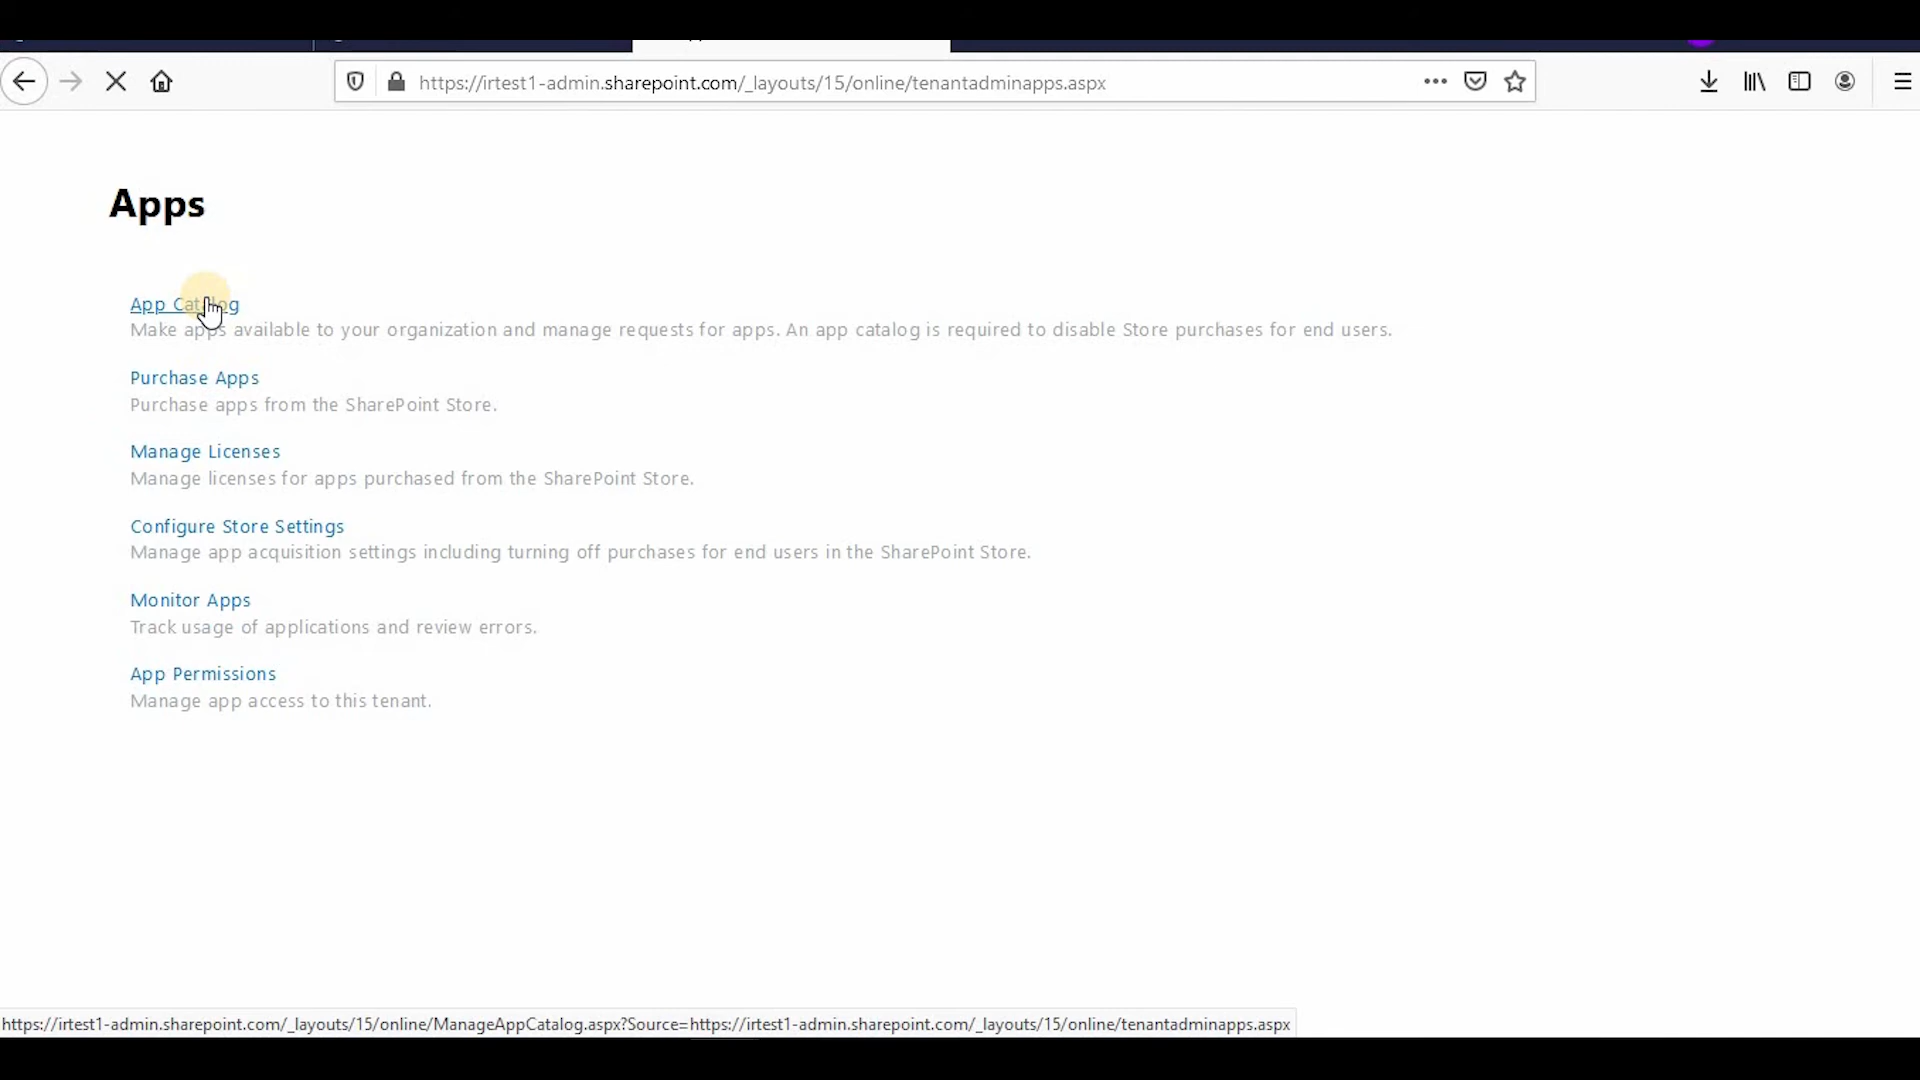 https://irtest1-admin.sharepoint.com/_layouts/15/online/tenantadminapps.aspx
Apps
App Catalog
Make apps available to your organization and manage requests for apps. An app catalog is required to disable Store purchases for end users.
Purchase Apps
Purchase apps from the SharePoint Store.
Manage Licenses
Manage licenses for apps purchased from the SharePoint Store.
Configure Store Settings
Manage app acquisition settings including turning off purchases for end users in the SharePoint Store.
Monitor Apps
Track usage of applications and review errors.
App Permissions
Manage app access to this tenant.
https://irtest1-admin.sharepoint.com/_layouts/15/online/ManageAppCatalog.aspx?Source=https://irtest1-admin.sharepoint.com/_layouts/15/online/tenantadminapps.aspx